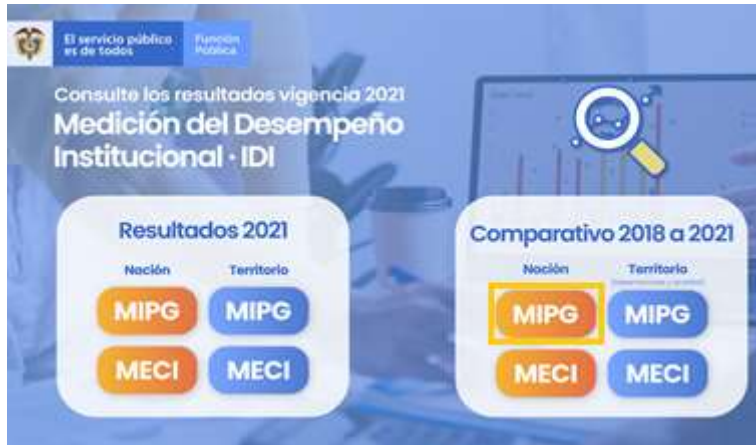 El servicio público
es de todos
Función
Pública
Consulte los resultados vigencia 2021
Medición del Desempeño
Institucional · IDI
Resultados 2021
Nación Territorio
MIPG MIPG
MECI MECI
Comparativo 2018 a 2021
Nación Territorio
MIPG MIPG
MECI MECI